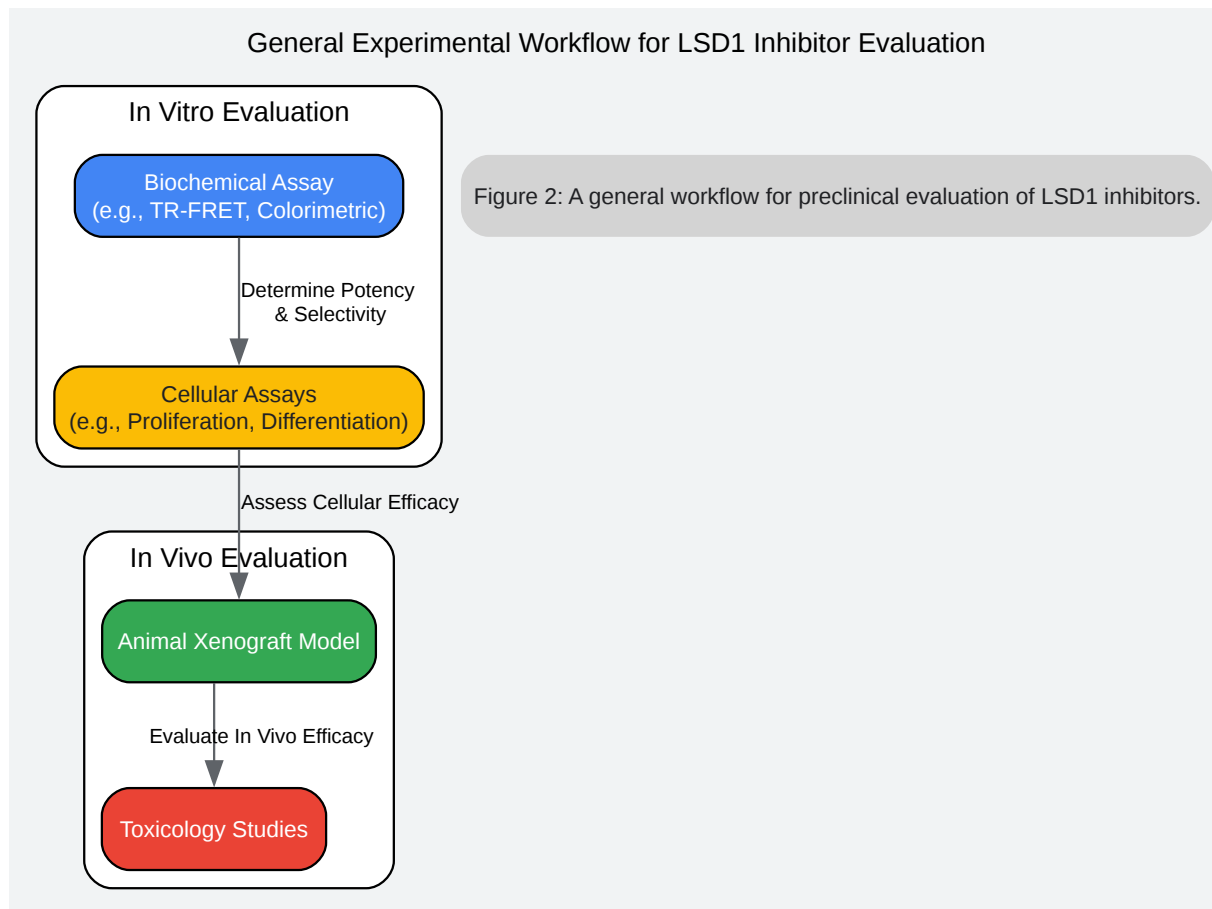 General Experimental Workflow for LSD1 Inhibitor Evaluation
In Vitro Evaluation
Biochemical Assay
(e.g., TR-FRET, Colorimetric)
Figure 2: A general workflow for preclinical evaluation of LSD1 inhibitors.
Determine Potency
& Selectivity
Cellular Assays
(e.g., Proliferation, Differentiation)
Assess Cellular Efficacy
In Vivo Evaluation
Animal Xenograft Model
Evaluate In Vivo Efficacy
Toxicology Studies